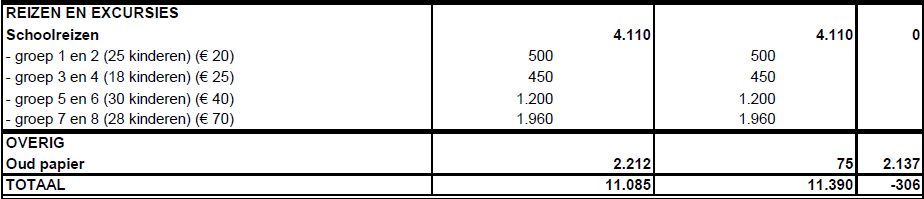 REIZEN EN EXCURSIES
Schoolreizen 4.110 4.110 0
- groep 1 en 2 (25 kinderen) (€ 20) 500 500
- groep 3 en 4 (18 kinderen) (€ 25) 450 450
- groep 5 en 6 (30 kinderen) (€ 40) 1.200 1.200
- groep 7 en 8 (28 kinderen) (€ 70) 1.960 1.960
OVERIG
Oud papier 2.212 75 2.137
TOTAAL 11.085 11.390 -306